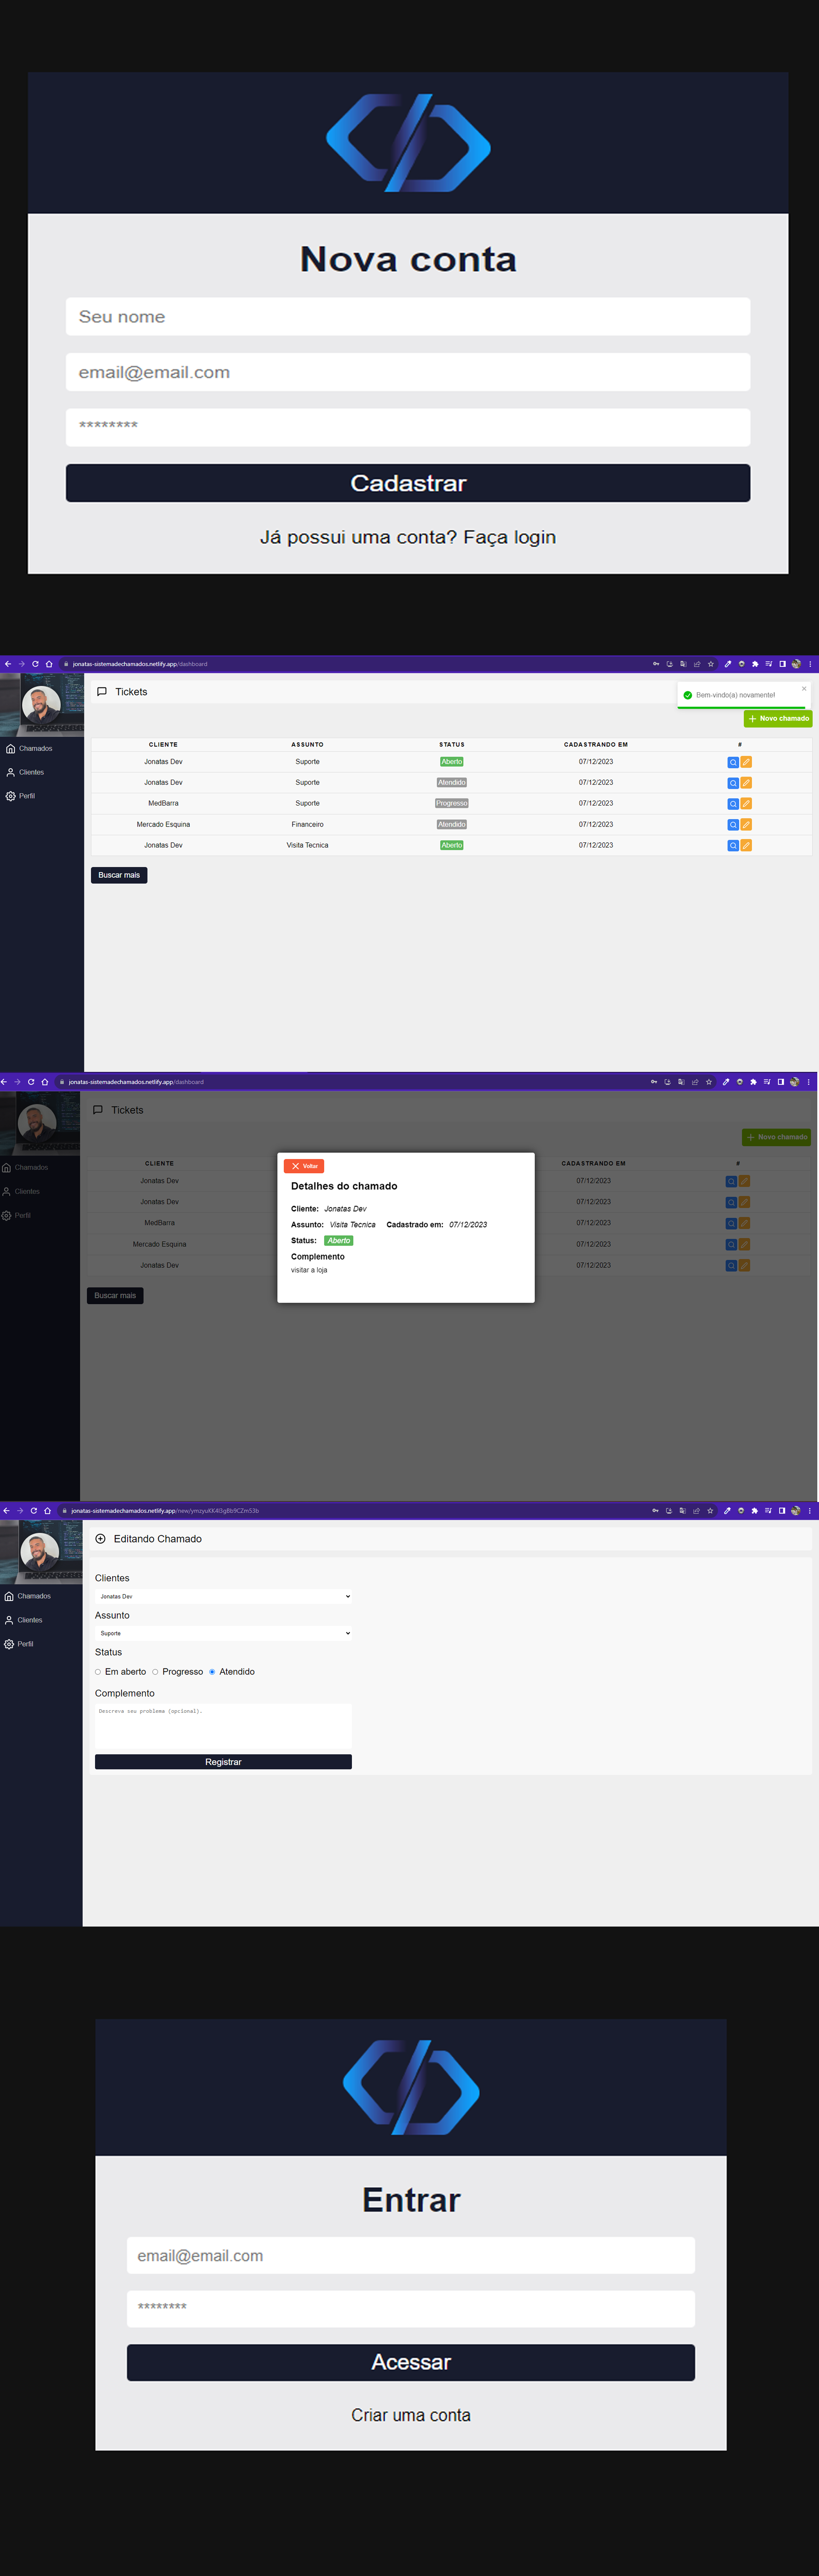 Nova conta
Seu nome
email@email.com
********
Cadastrar
Já possui uma conta? Faça login
jonatas-sistemadechamados.netlify.app/dashboard
Tickets
Bem-vindo(a) novamente!
Novo chamado
Chamados
Clientes
Perfil
CLIENTE ASSUNTO STATUS CADASTRANDO EM #
Jonatas Dev Suporte Aberto 07/12/2023
Jonatas Dev Suporte Atendido 07/12/2023
MedBarra Suporte Progresso 07/12/2023
Mercado Esquina Financeiro Atendido 07/12/2023
Jonatas Dev Visita Tecnica Aberto 07/12/2023
Buscar mais
jonatas-sistemadechamados.netlify.app/dashboard
Tickets
Novo chamado
Chamados
Clientes
Perfil
CLIENTE CADASTRANDO EM #
Jonatas Dev 07/12/2023
Jonatas Dev 07/12/2023
MedBarra 07/12/2023
Mercado Esquina 07/12/2023
Jonatas Dev 07/12/2023
Buscar mais
Voltar
Detalhes do chamado
Cliente: Jonatas Dev
Assunto: Visita Tecnica Cadastrado em: 07/12/2023
Status: Aberto
Complemento
visitar a loja
jonatas-sistemadechamados.netlify.app/new/
Editando Chamado
Chamados
Clientes
Perfil
Clientes
Jonatas Dev
Assunto
Suporte
Status
Em aberto Progresso Atendido
Complemento
Descreva seu problema (opcional).
Registrar
Entrar
email@email.com
********
Acessar
Criar uma conta